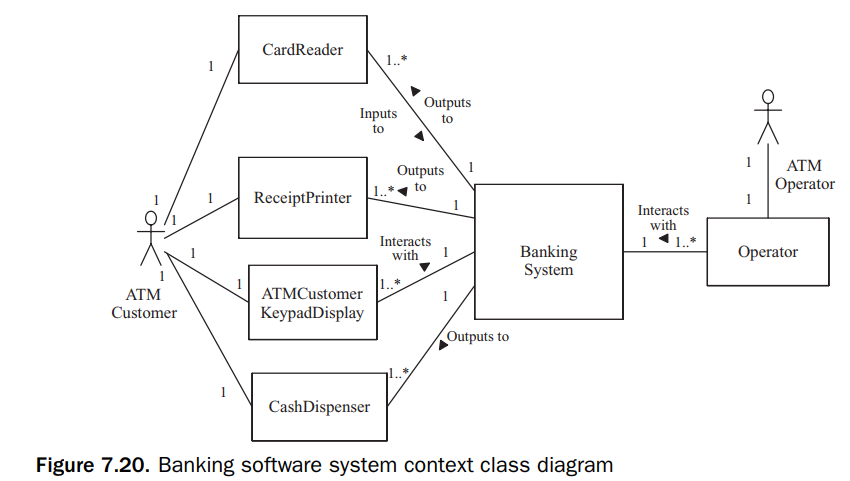 CardReader
1
1..*
Outputs
to
Inputs
to
1
1
ReceiptPrinter
1
1
Outputs
to
1..*
1
Banking
System
Interacts
with
1
1..*
Operator
1
1
ATM
Operator
1
1
ATMCustomer
KeypadDisplay
Interacts
with
1..*
1
ATM
Customer
1
1
CashDispenser
1..*
1
Outputs to
Figure 7.20. Banking software system context class diagram